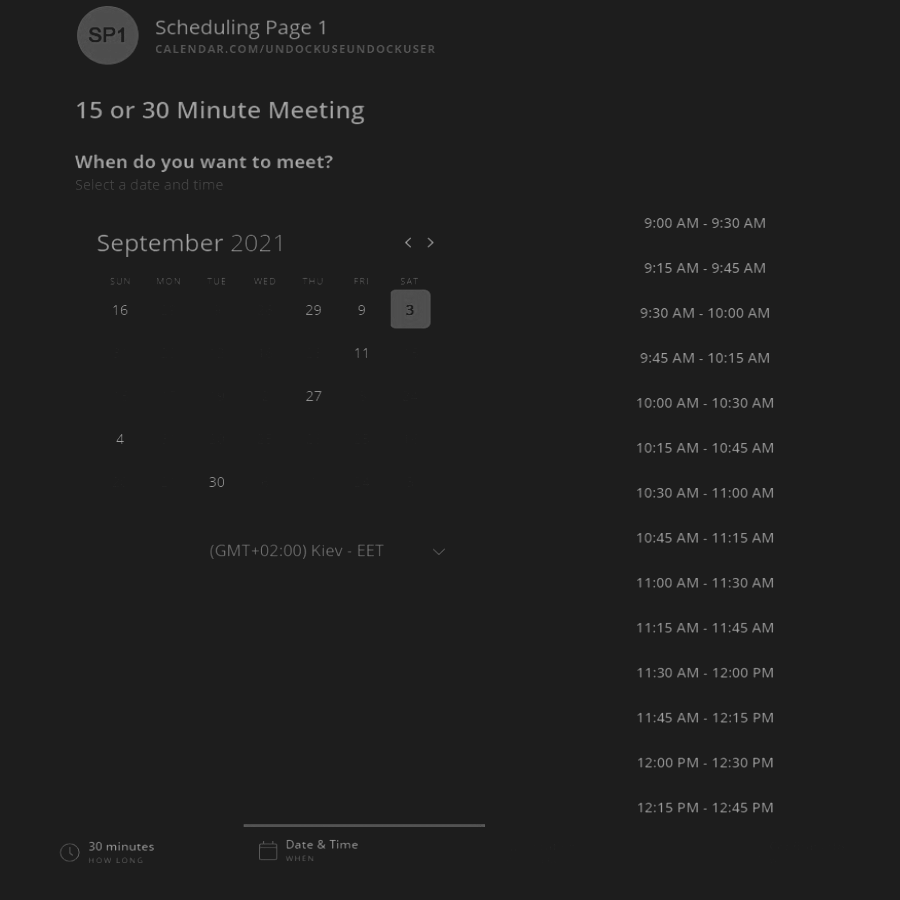 SP1
Scheduling Page 1
CALENDAR.COM/UNDOCKUSEUNDOCKUSER
15 or 30 Minute Meeting
When do you want to meet?
Select a date and time
September 2021
SUN MON TUE WED THU FRI SAT
16 29 9 3
11
27
4
30
(GMT+02:00) Kiev - EET
9:00 AM - 9:30 AM
9:15 AM - 9:45 AM
9:30 AM - 10:00 AM
9:45 AM - 10:15 AM
10:00 AM - 10:30 AM
10:15 AM - 10:45 AM
10:30 AM - 11:00 AM
10:45 AM - 11:15 AM
11:00 AM - 11:30 AM
11:15 AM - 11:45 AM
11:30 AM - 12:00 PM
11:45 AM - 12:15 PM
12:00 PM - 12:30 PM
12:15 PM - 12:45 PM
30 minutes
HOW LONG
Date & Time
WHEN